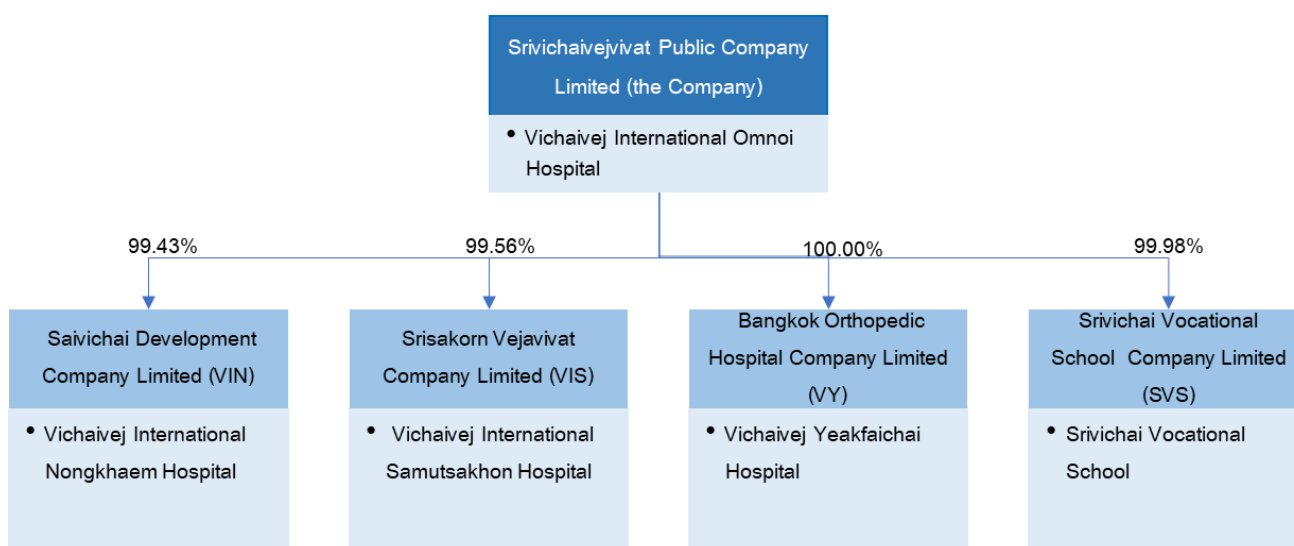 Srivichaivejvivat Public Company
Limited (the Company)
• Vichaivej International Omnoi
Hospital
99.43%
99.56%
100.00%
99.98%
Saivichai Development
Company Limited (VIN)
• Vichaivej International
Nongkhaem Hospital
Srisakorn Vejavivat
Company Limited (VIS)
• Vichaivej International
Samutsakhon Hospital
Bangkok Orthopedic
Hospital Company Limited
(VY)
• Vichaivej Yeakfaichai
Hospital
Srivichai Vocational
School Company Limited
(SVS)
• Srivichai Vocational
School